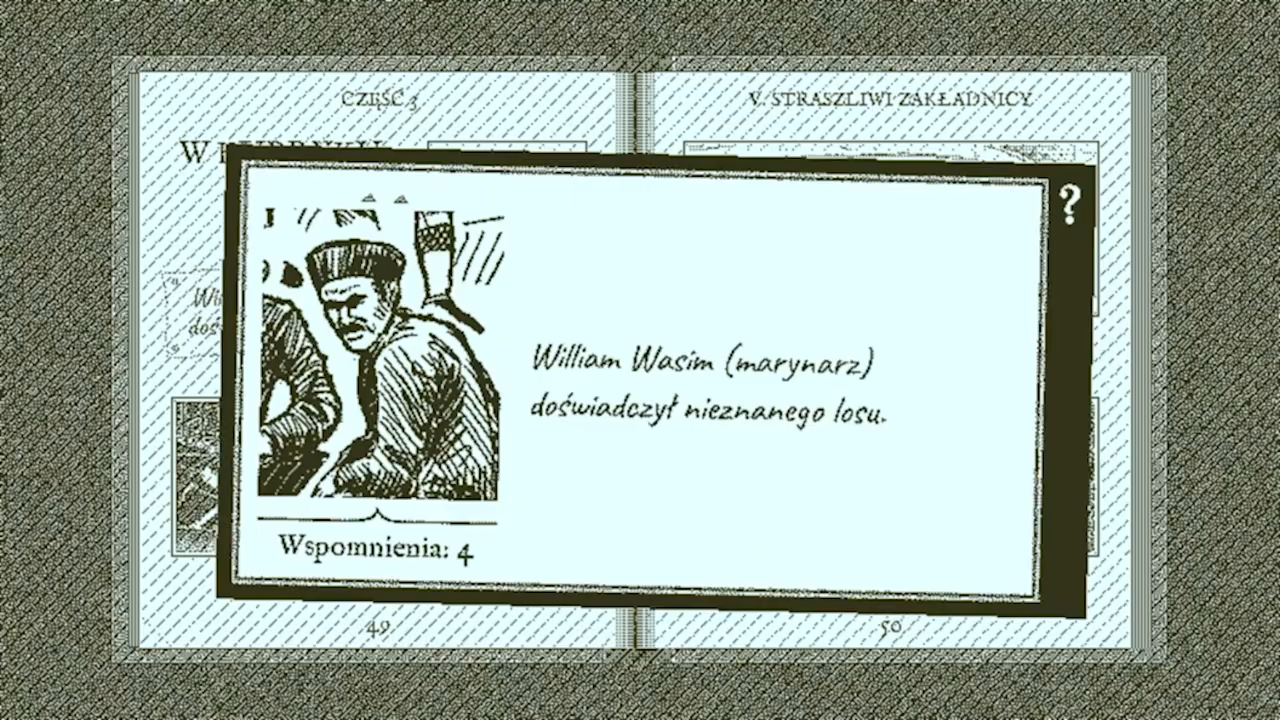 CZĘŚĆ 3
V. STRASZLIWI ZAKŁADNICY
W
?
William Wasim (marynarz)
doświadczył nieznanego losu.
Wspomnienia: 4
49
50